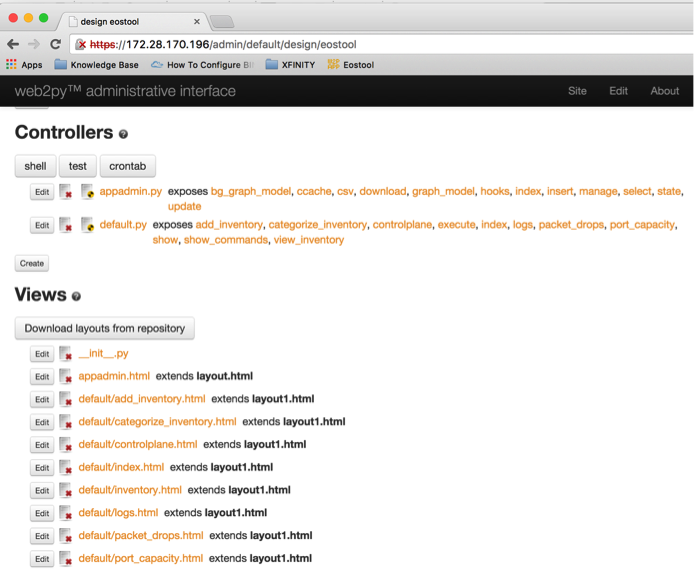 design eostool
https://172.28.170.196/admin/default/design/eostool
Apps Knowledge Base How To Configure BI XFINITY Eostool
web2py™ administrative interface Site Edit About
Controllers
shell test crontab
Edit appadmin.py exposes bg_graph_model, ccache, csv, download, graph_model, hooks, index, insert, manage, select, state,
update
Edit default.py exposes add_inventory, categorize_inventory, controlplane, execute, index, logs, packet_drops, port_capacity,
show, show_commands, view_inventory
Create
Views
Download layouts from repository
Edit __init__.py
Edit appadmin.html extends layout.html
Edit default/add_inventory.html extends layout1.html
Edit default/categorize_inventory.html extends layout1.html
Edit default/controlplane.html extends layout1.html
Edit default/index.html extends layout1.html
Edit default/inventory.html extends layout1.html
Edit default/logs.html extends layout1.html
Edit default/packet_drops.html extends layout1.html
Edit default/port_capacity.html extends layout1.html